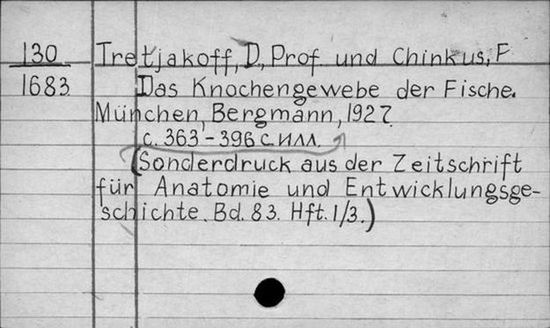 130 Tretjakoff, D, Prof und Chinkus, F
1683 Das Knochengewebe der Fische.
München, Bergmann, 1927
с. 363-396 с илл.
(Sonderdruck aus der Zeitschrift
für Anatomie und Entwicklungsge-
schichte. Bd. 83. Hft. 1/3.)